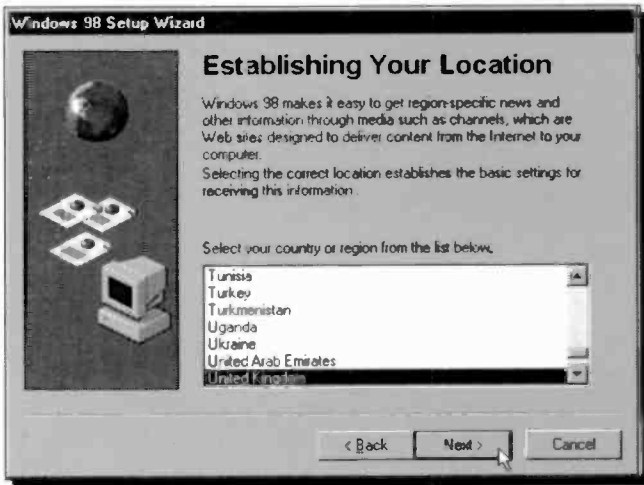 Windows 98 Setup Wizard
Establishing Your Location
Windows 98 makes it easy to get region-specific news and
other information through media such as channels, which are
Web sites designed to deliver content from the Internet to your
computer.
Selecting the correct location establishes the basic settings for
receiving this information.
Select your country or region from the list below.
Tunisia
Turkey
Turkmenistan
Uganda
Ukraine
United Arab Emirates
United Kingdom
< Back
Next >
Cancel